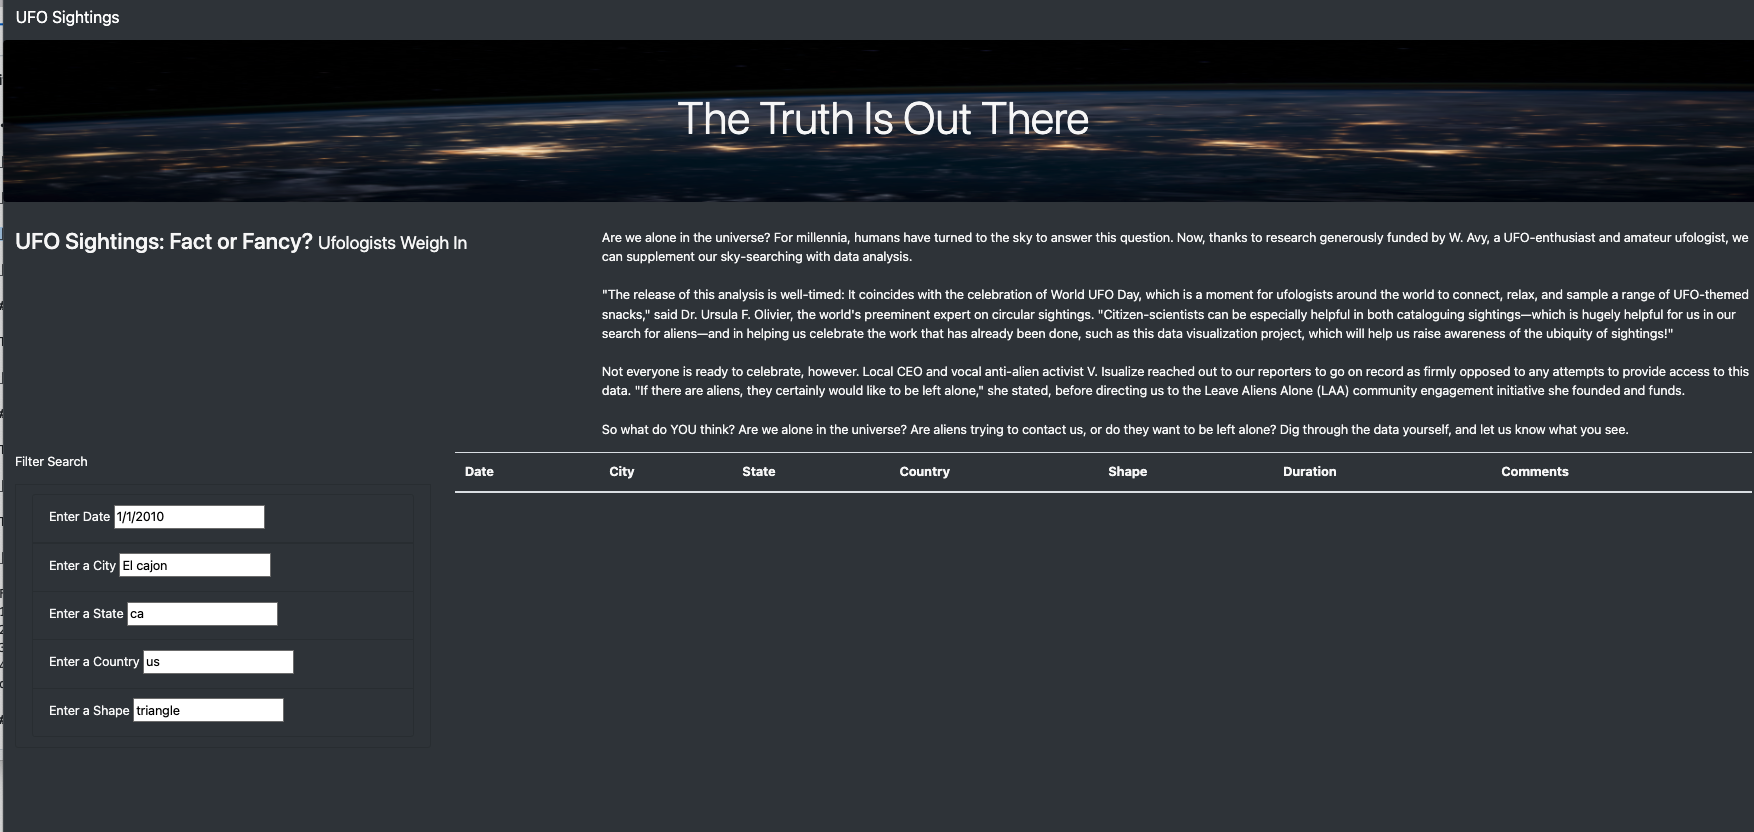 UFO Sightings
The Truth Is Out There
UFO Sightings: Fact or Fancy? Ufologists Weigh In
Are we alone in the universe? For millennia, humans have turned to the sky to answer this question. Now, thanks to research generously funded by W. Avy, a UFO-enthusiast and amateur ufologist, we
can supplement our sky-searching with data analysis.
"The release of this analysis is well-timed: It coincides with the celebration of World UFO Day, which is a moment for ufologists around the world to connect, relax, and sample a range of UFO-themed
snacks," said Dr. Ursula F. Olivier, the world's preeminent expert on circular sightings. "Citizen-scientists can be especially helpful in both cataloguing sightings—which is hugely helpful for us in our
search for aliens—and in helping us celebrate the work that has already been done, such as this data visualization project, which will help us raise awareness of the ubiquity of sightings!"
Not everyone is ready to celebrate, however. Local CEO and vocal anti-alien activist V. Isualize reached out to our reporters to go on record as firmly opposed to any attempts to provide access to this
data. "If there are aliens, they certainly would like to be left alone," she stated, before directing us to the Leave Aliens Alone (LAA) community engagement initiative she founded and funds.
So what do YOU think? Are we alone in the universe? Are aliens trying to contact us, or do they want to be left alone? Dig through the data yourself, and let us know what you see.
Filter Search
Date City State Country Shape Duration Comments
Enter Date 1/1/2010
Enter a City El cajon
Enter a State ca
Enter a Country us
Enter a Shape triangle